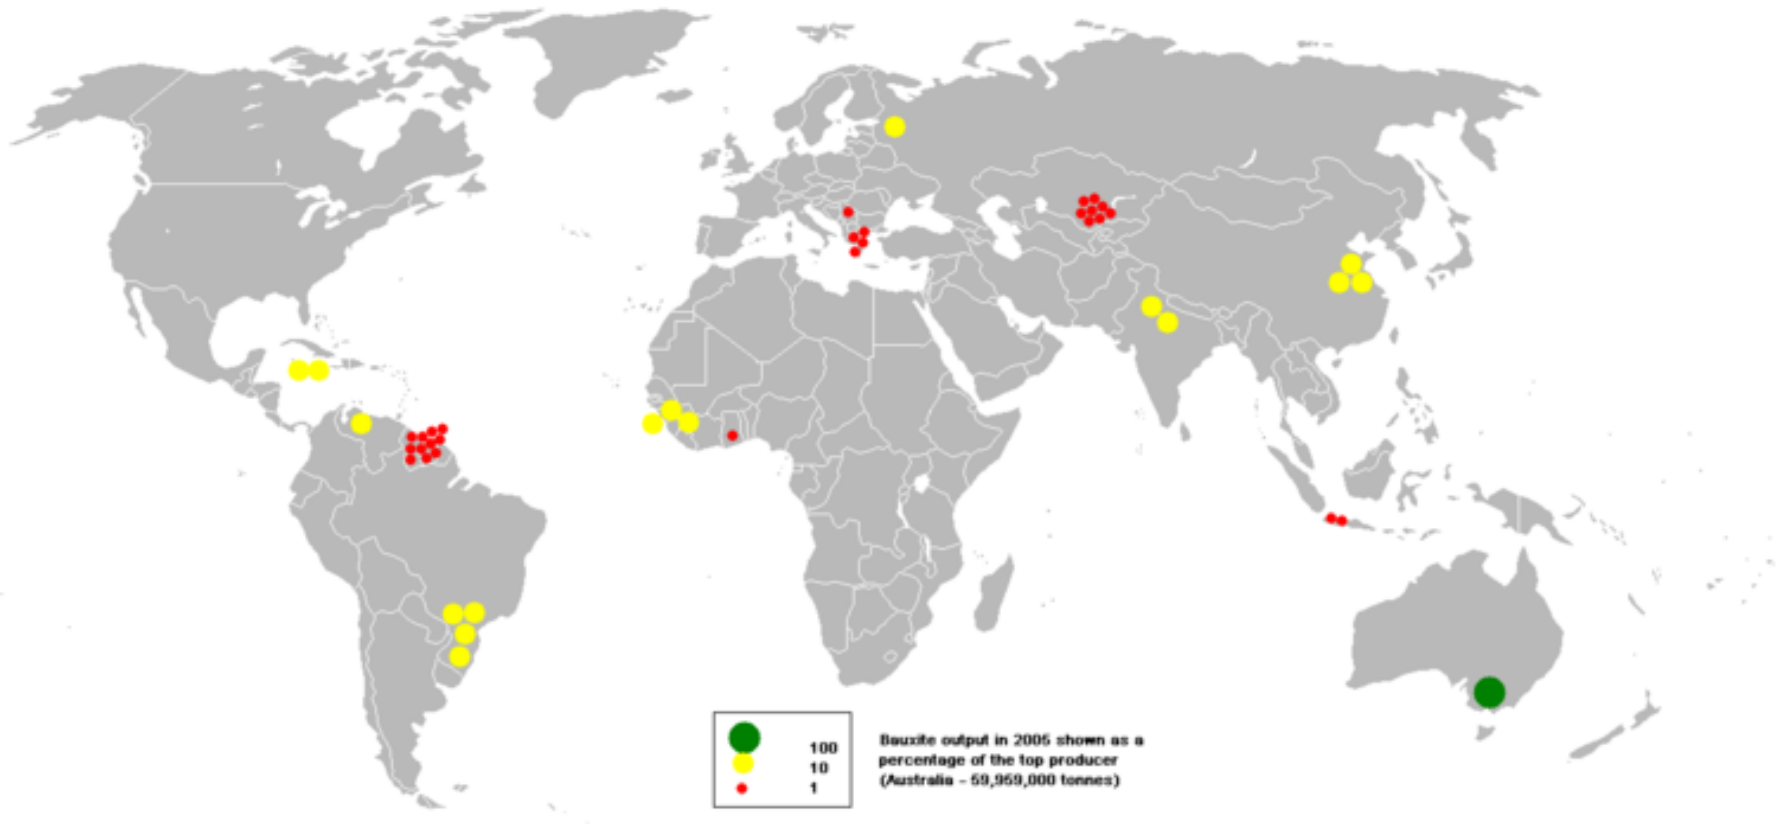 100
10
1
Bauxite output in 2005 shown as a
percentage of the top producer
(Australia - 59,959,000 tonnes)